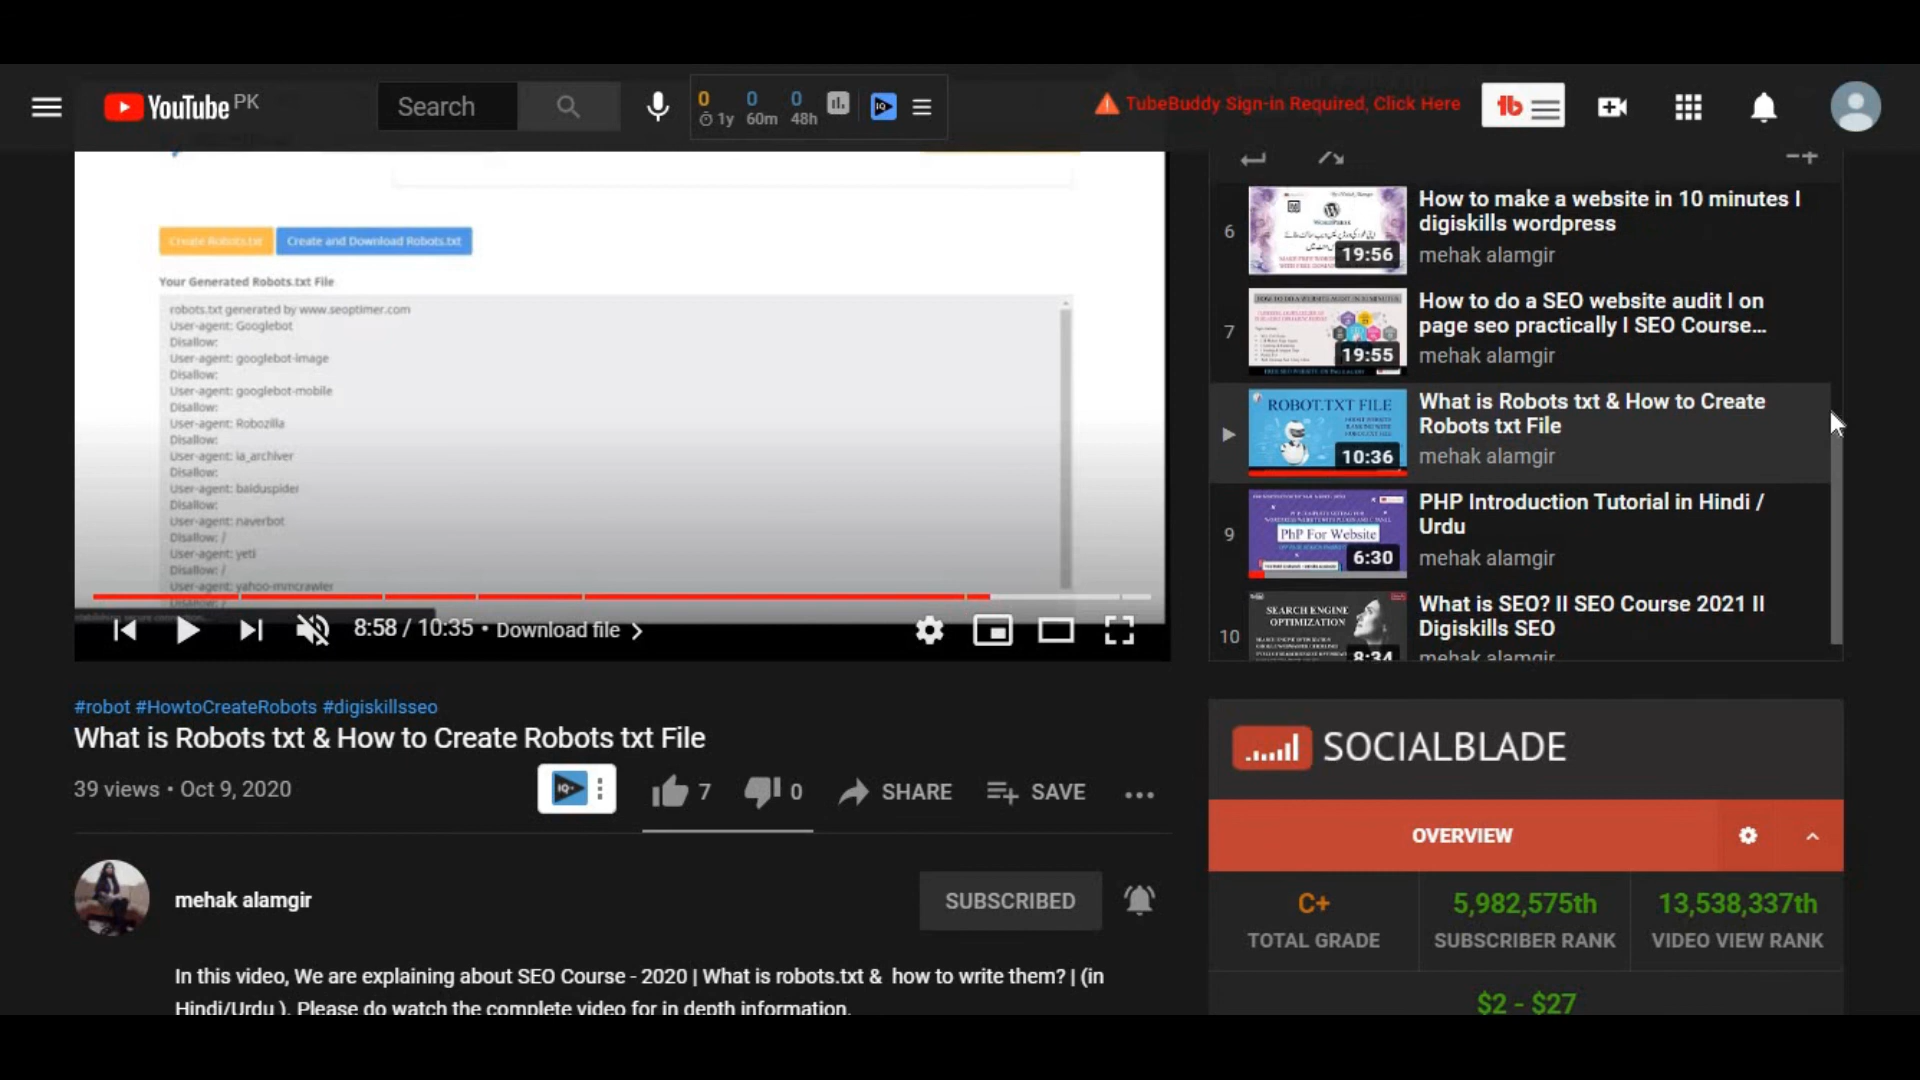 YouTube PK
Search
0 0 0
1y 60m 48h
TubeBuddy Sign-in Required, Click Here
Create Robots.txt Create and Download Robots.txt
Your Generated Robots.txt File
robots.txt generated by www.seoptimer.com
User-agent: Googlebot
Disallow:
User-agent: googlebot-image
Disallow:
User-agent: googlebot-mobile
Disallow:
User-agent: Robozilla
Disallow:
User-agent: ia_archiver
Disallow:
User-agent: baiduspider
Disallow:
User-agent: naverbot
Disallow: /
User-agent: yeti
Disallow: /
User-agent: yahoo-mmcrawler
8:58 / 10:35 • Download file
6
19:56
How to make a website in 10 minutes I
digiskills wordpress
mehak alamgir
7
19:55
How to do a SEO website audit I on
page seo practically I SEO Course...
mehak alamgir
ROBOT.TXT FILE
10:36
What is Robots txt & How to Create
Robots txt File
mehak alamgir
9
PhP For Website
6:30
PHP Introduction Tutorial in Hindi /
Urdu
mehak alamgir
10
SEARCH ENGINE
OPTIMIZATION
8:34
What is SEO? II SEO Course 2021 II
Digiskills SEO
mehak alamgir
#robot #HowtoCreateRobots #digiskillsseo
What is Robots txt & How to Create Robots txt File
39 views • Oct 9, 2020
IQ
7 0 SHARE SAVE
mehak alamgir
SUBSCRIBED
In this video, We are explaining about SEO Course - 2020 | What is robots.txt & how to write them? | (in
Hindi/Urdu ). Please do watch the complete video for in depth information.
SOCIALBLADE
OVERVIEW
C+ 5,982,575th 13,538,337th
TOTAL GRADE SUBSCRIBER RANK VIDEO VIEW RANK
$2 - $27